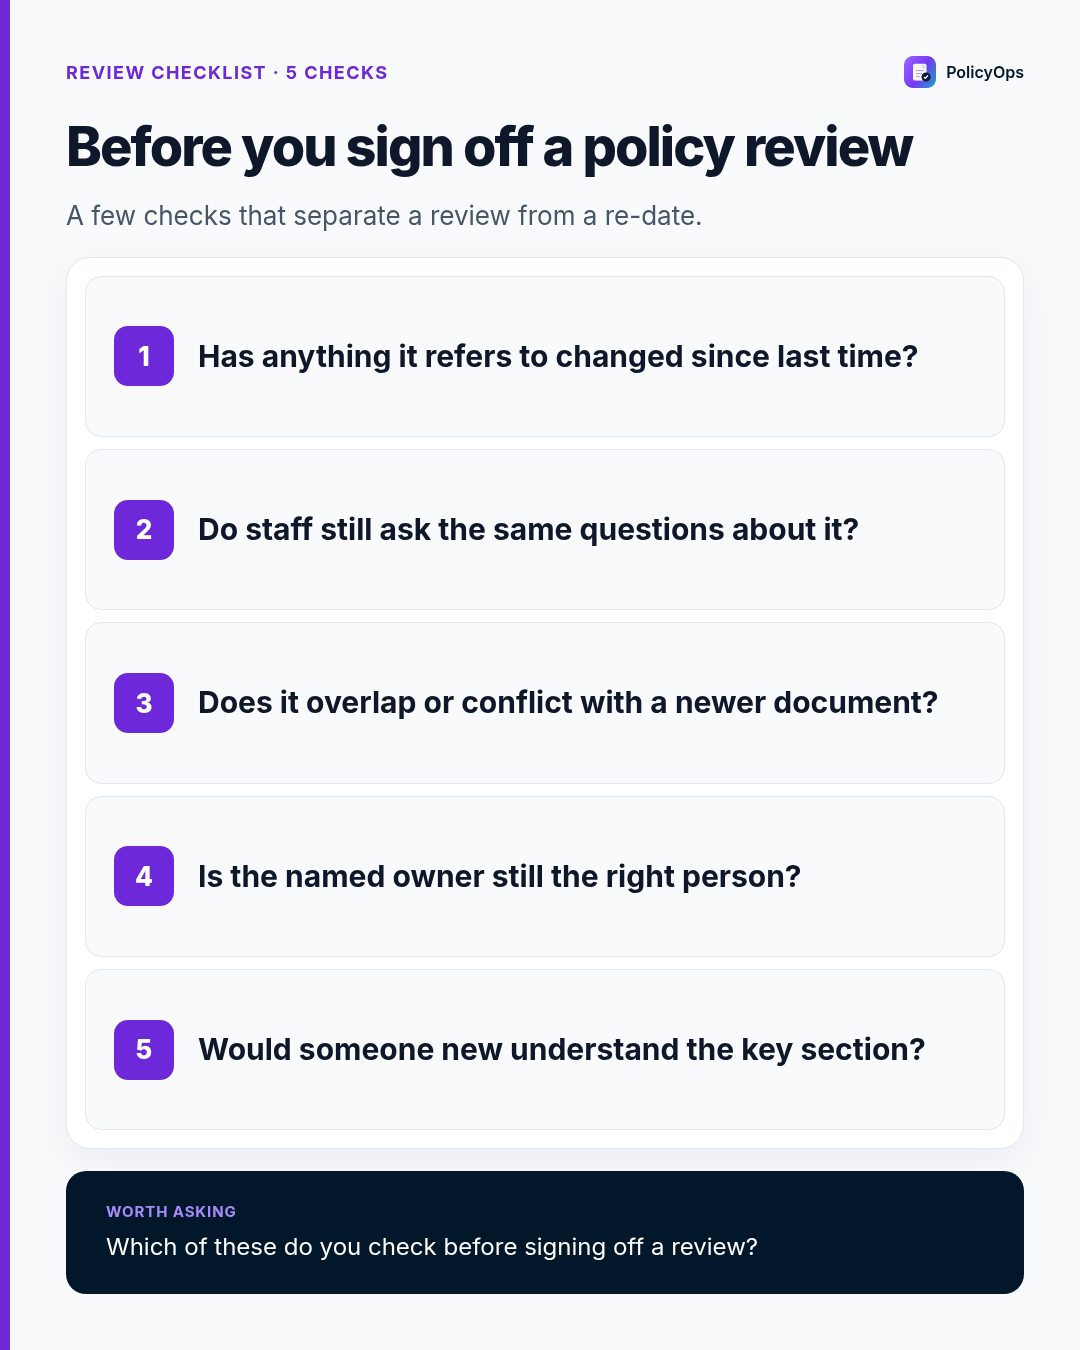 REVIEW CHECKLIST · 5 CHECKS
PolicyOps
Before you sign off a policy review
A few checks that separate a review from a re-date.
1 Has anything it refers to changed since last time?
2 Do staff still ask the same questions about it?
3 Does it overlap or conflict with a newer document?
4 Is the named owner still the right person?
5 Would someone new understand the key section?
WORTH ASKING
Which of these do you check before signing off a review?